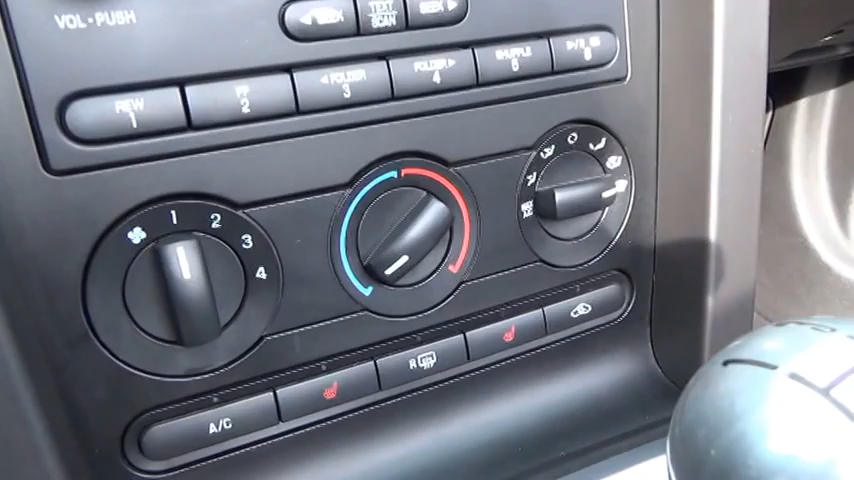 VOL • PUSH
◄ SEEK TEXT SCAN SEEK ►
REW 1 FF 2 ◄ FOLDER 3 FOLDER ► 4 SHUFFLE 5 6
1 2 3 4
MAX A/C
A/C R